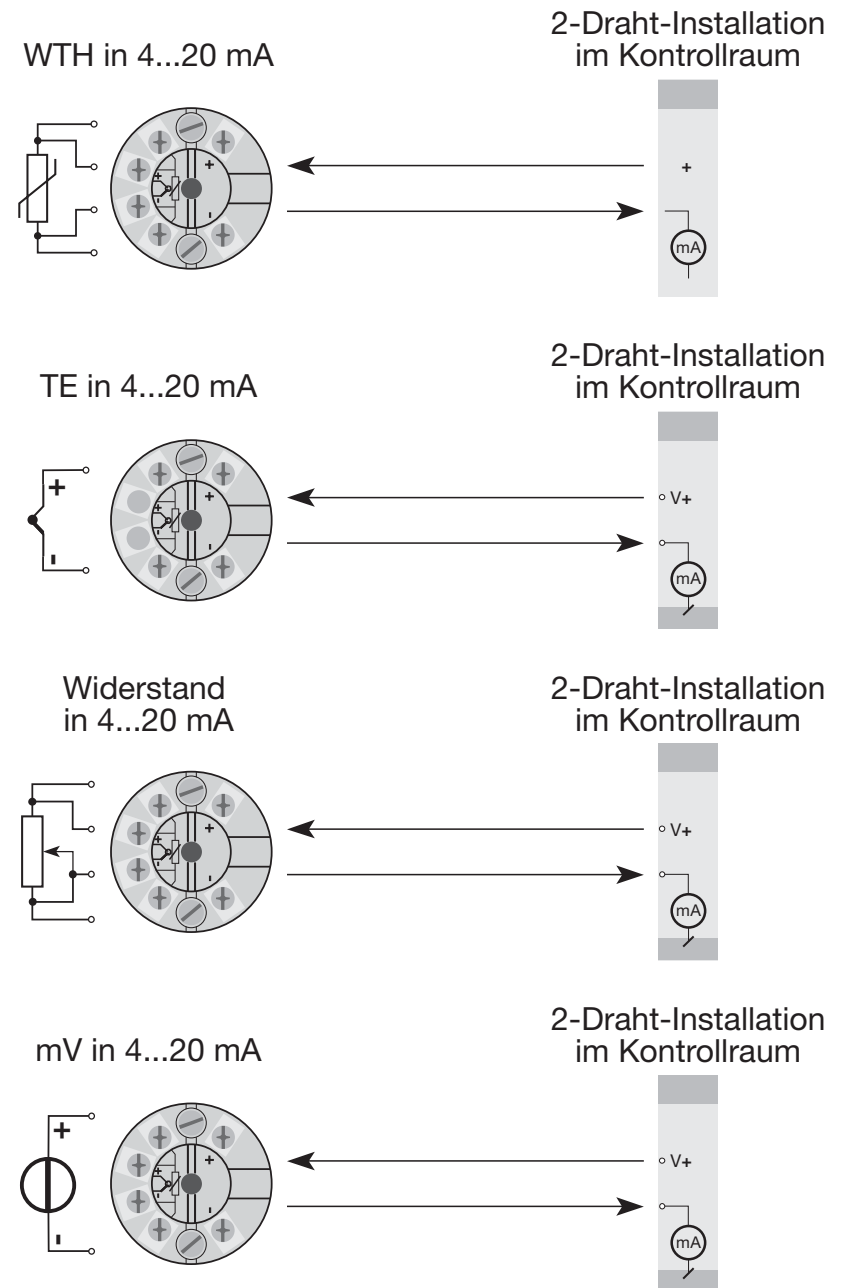 2-Draht-Installation
im Kontrollraum
WTH in 4...20 mA
+
-
+
-
+
mA
2-Draht-Installation
im Kontrollraum
TE in 4...20 mA
+
-
+
-
+
-
V+
mA
Widerstand
in 4...20 mA
2-Draht-Installation
im Kontrollraum
+
-
+
-
V+
mA
2-Draht-Installation
im Kontrollraum
mV in 4...20 mA
+
-
+
-
+
-
V+
mA